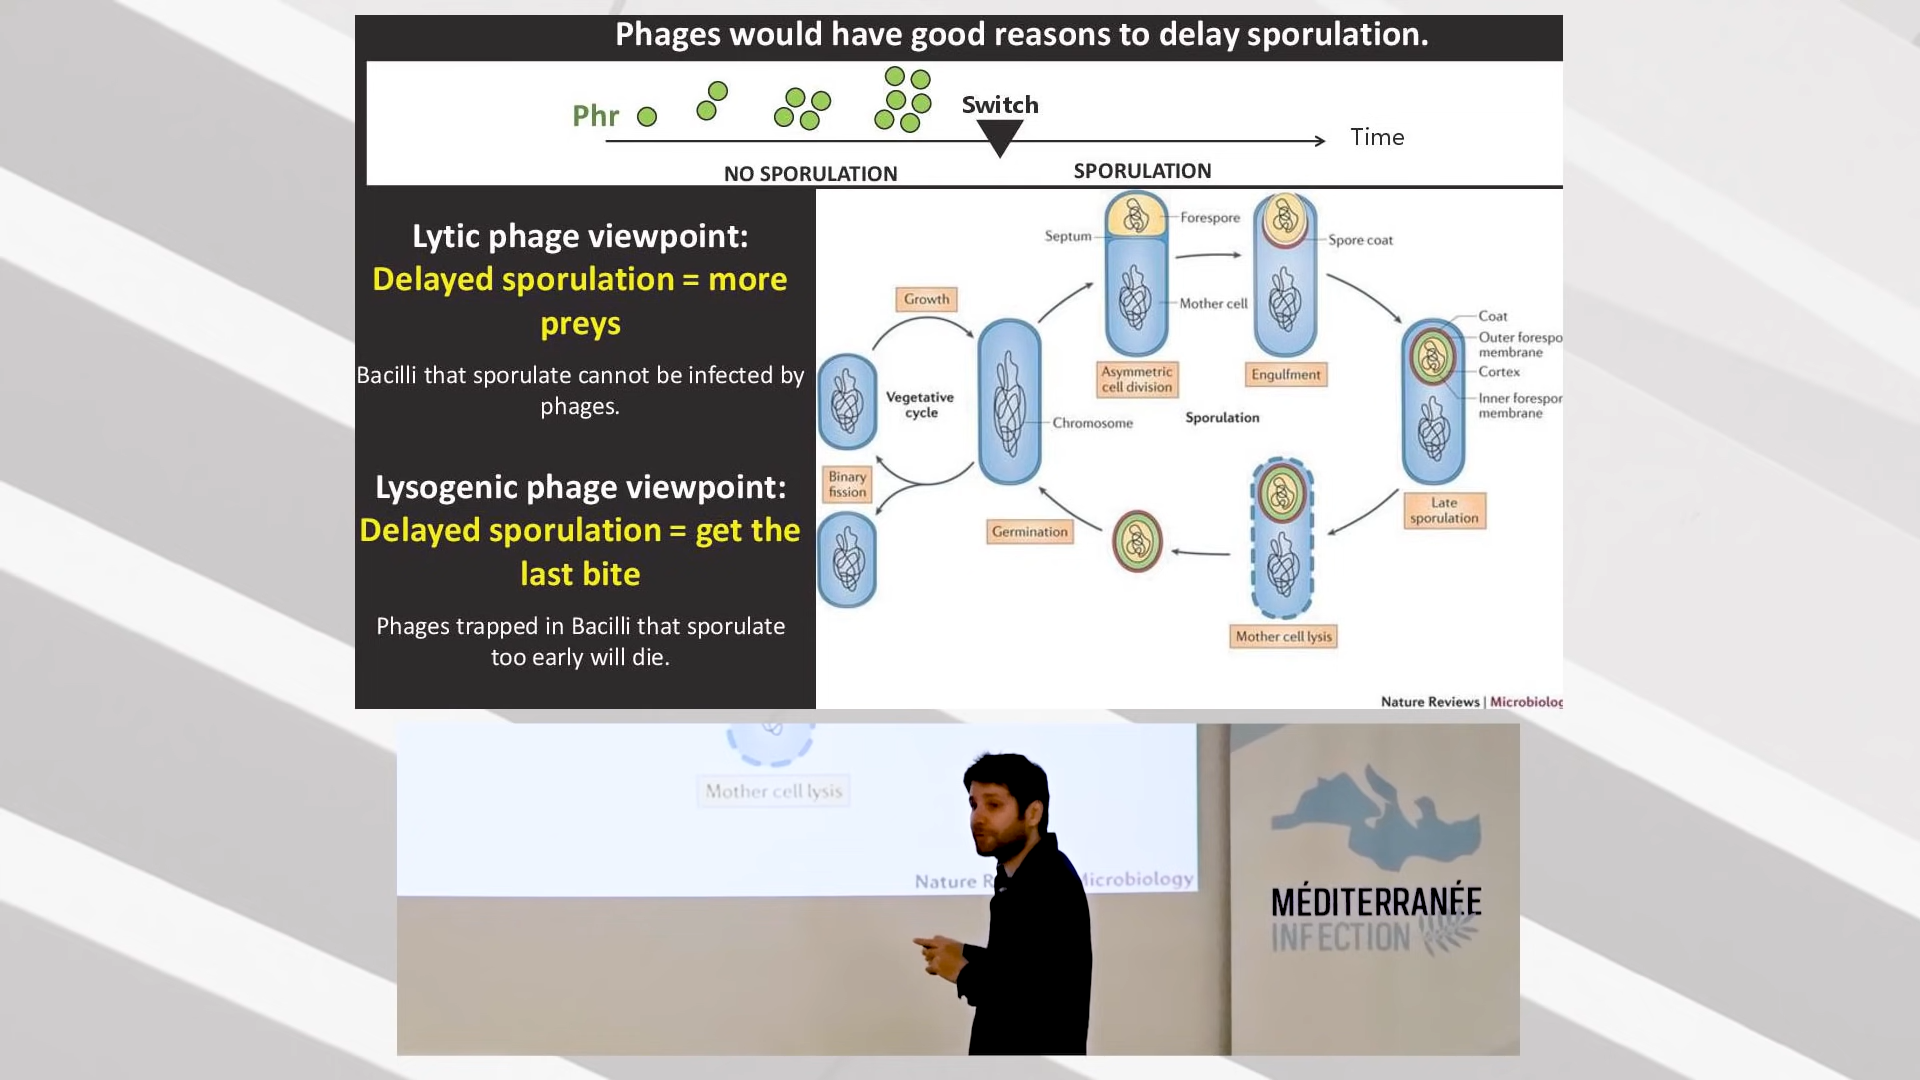 Phages would have good reasons to delay sporulation.
Phr
Switch
Time
NO SPORULATION
SPORULATION
Lytic phage viewpoint:
Delayed sporulation = more
preys
Bacilli that sporulate cannot be infected by
phages.
Lysogenic phage viewpoint:
Delayed sporulation = get the
last bite
Phages trapped in Bacilli that sporulate
too early will die.
Forespore
Septum
Spore coat
Growth
Mother cell
Coat
Outer forespo
membrane
Cortex
Inner forespor
membrane
Asymmetric
cell division
Engulfment
Vegetative
cycle
Chromosome
Sporulation
Binary
fission
Germination
Late
sporulation
Mother cell lysis
Nature Reviews | Microbiolog
Mother cell lysis
Nature R Microbiology
MÉDITERRANÉE
INFECTION